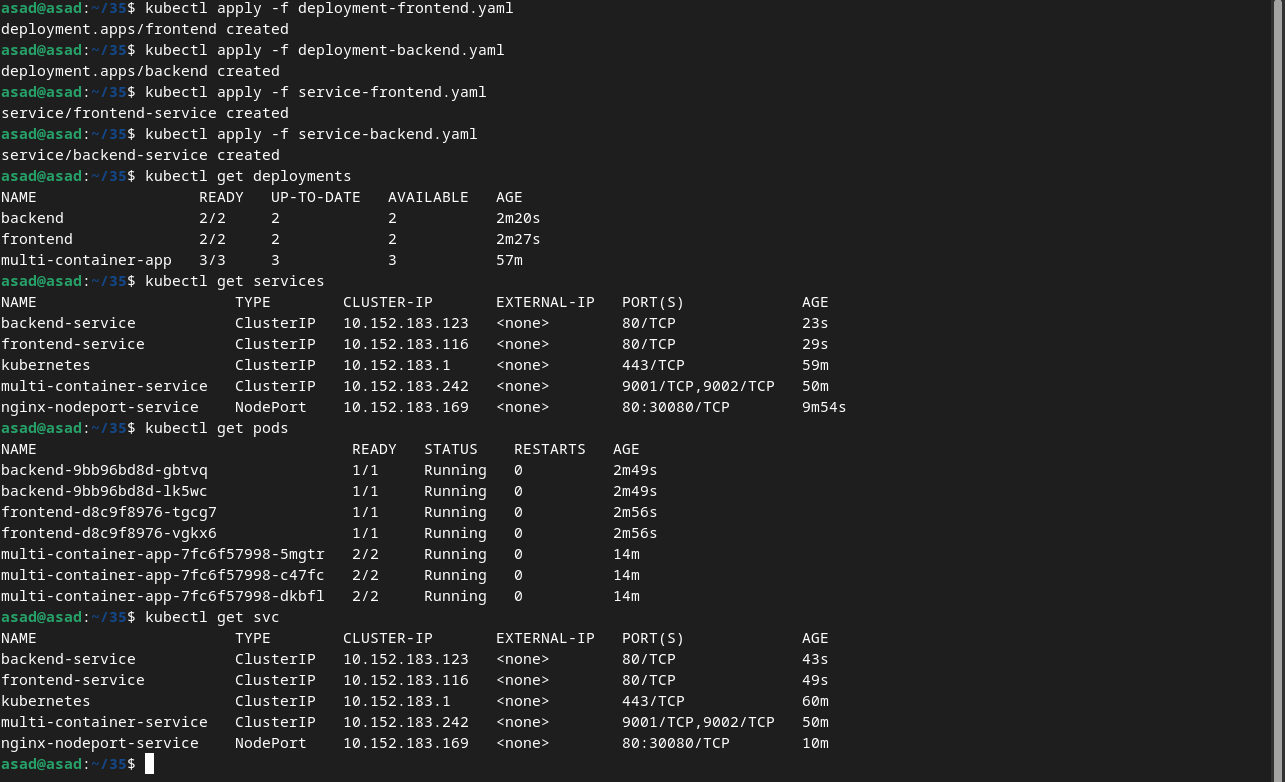 asad@asad:~/35$ kubectl apply -f deployment-frontend.yaml
deployment.apps/frontend created
asad@asad:~/35$ kubectl apply -f deployment-backend.yaml
deployment.apps/backend created
asad@asad:~/35$ kubectl apply -f service-frontend.yaml
service/frontend-service created
asad@asad:~/35$ kubectl apply -f service-backend.yaml
service/backend-service created
asad@asad:~/35$ kubectl get deployments
NAME                  READY   UP-TO-DATE   AVAILABLE   AGE
backend               2/2     2            2           2m20s
frontend              2/2     2            2           2m27s
multi-container-app   3/3     3            3           57m
asad@asad:~/35$ kubectl get services
NAME                      TYPE        CLUSTER-IP       EXTERNAL-IP   PORT(S)             AGE
backend-service           ClusterIP   10.152.183.123   <none>        80/TCP              23s
frontend-service          ClusterIP   10.152.183.116   <none>        80/TCP              29s
kubernetes                ClusterIP   10.152.183.1     <none>        443/TCP             59m
multi-container-service   ClusterIP   10.152.183.242   <none>        9001/TCP,9002/TCP   50m
nginx-nodeport-service    NodePort    10.152.183.169   <none>        80:30080/TCP        9m54s
asad@asad:~/35$ kubectl get pods
NAME                                   READY   STATUS    RESTARTS   AGE
backend-9bb96bd8d-gbtvq                1/1     Running   0          2m49s
backend-9bb96bd8d-lk5wc                1/1     Running   0          2m49s
frontend-d8c9f8976-tgcg7               1/1     Running   0          2m56s
frontend-d8c9f8976-vgkx6               1/1     Running   0          2m56s
multi-container-app-7fc6f57998-5mgtr   2/2     Running   0          14m
multi-container-app-7fc6f57998-c47fc   2/2     Running   0          14m
multi-container-app-7fc6f57998-dkbfl   2/2     Running   0          14m
asad@asad:~/35$ kubectl get svc
NAME                      TYPE        CLUSTER-IP       EXTERNAL-IP   PORT(S)             AGE
backend-service           ClusterIP   10.152.183.123   <none>        80/TCP              43s
frontend-service          ClusterIP   10.152.183.116   <none>        80/TCP              49s
kubernetes                ClusterIP   10.152.183.1     <none>        443/TCP             60m
multi-container-service   ClusterIP   10.152.183.242   <none>        9001/TCP,9002/TCP   50m
nginx-nodeport-service    NodePort    10.152.183.169   <none>        80:30080/TCP        10m
asad@asad:~/35$